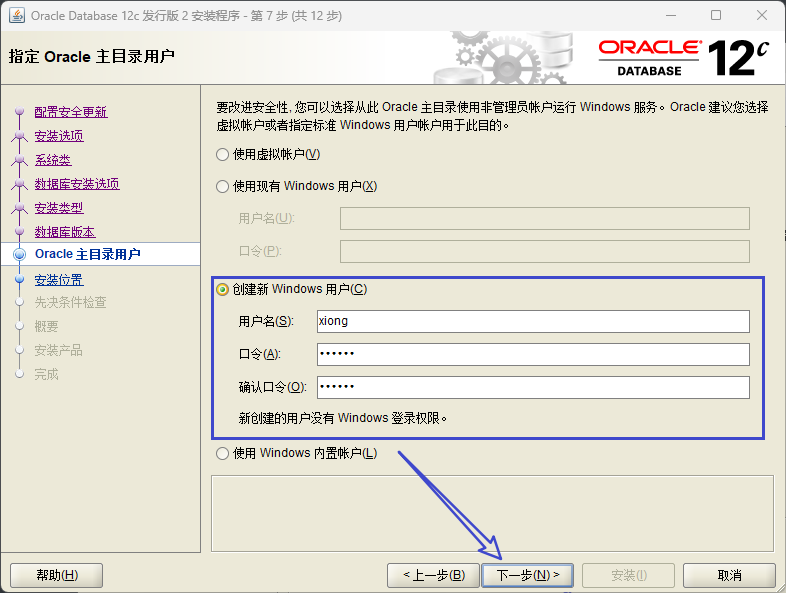 Oracle Database 12c 发行版 2 安装程序 - 第 7 步 (共 12 步)
指定 Oracle 主目录用户
ORACLE
DATABASE
12c
配置安全更新
安装选项
系统类
数据库安装选项
安装类型
数据库版本
Oracle 主目录用户
安装位置
先决条件检查
概要
安装产品
完成
要改进安全性, 您可以选择从此 Oracle 主目录使用非管理员帐户运行 Windows 服务。Oracle 建议您选择
虚拟帐户或者指定标准 Windows 用户帐户用于此目的。
使用虚拟帐户(V)
使用现有 Windows 用户(X)
用户名(U):
口令(P):
创建新 Windows 用户(C)
用户名(S): xiong
口令(A): ••••••
确认口令(O): ••••••
新创建的用户没有 Windows 登录权限。
使用 Windows 内置帐户(L)
帮助(H)
< 上一步(B)
下一步(N) >
安装(I)
取消